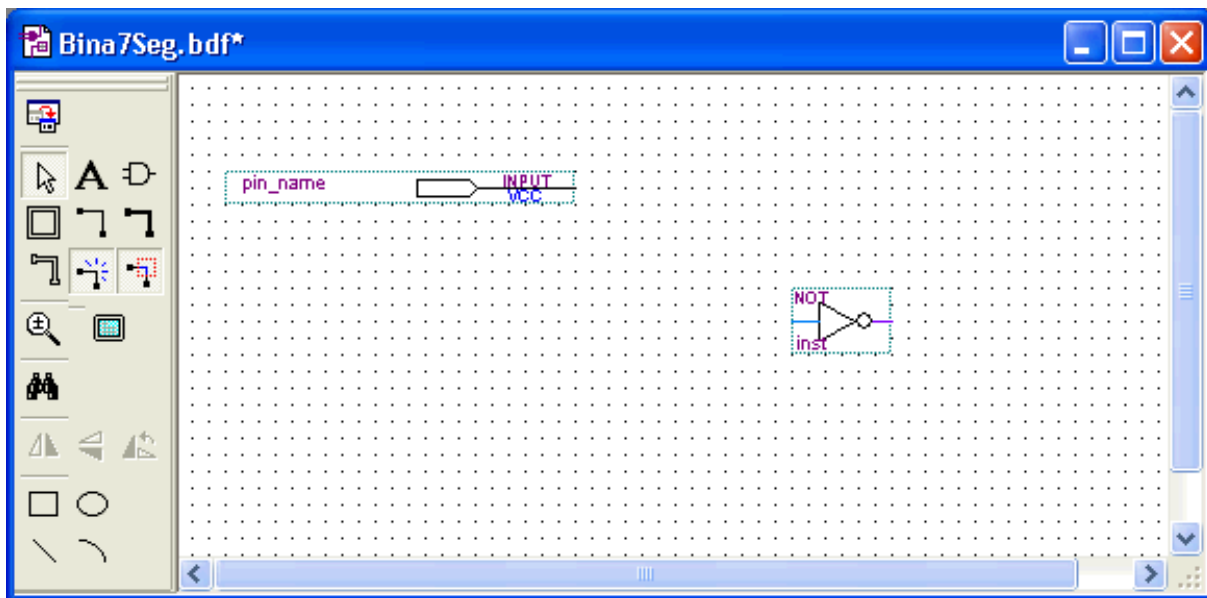 Bina7Seg.bdf*
A
pin_name INPUT
VCC
NOT
inst